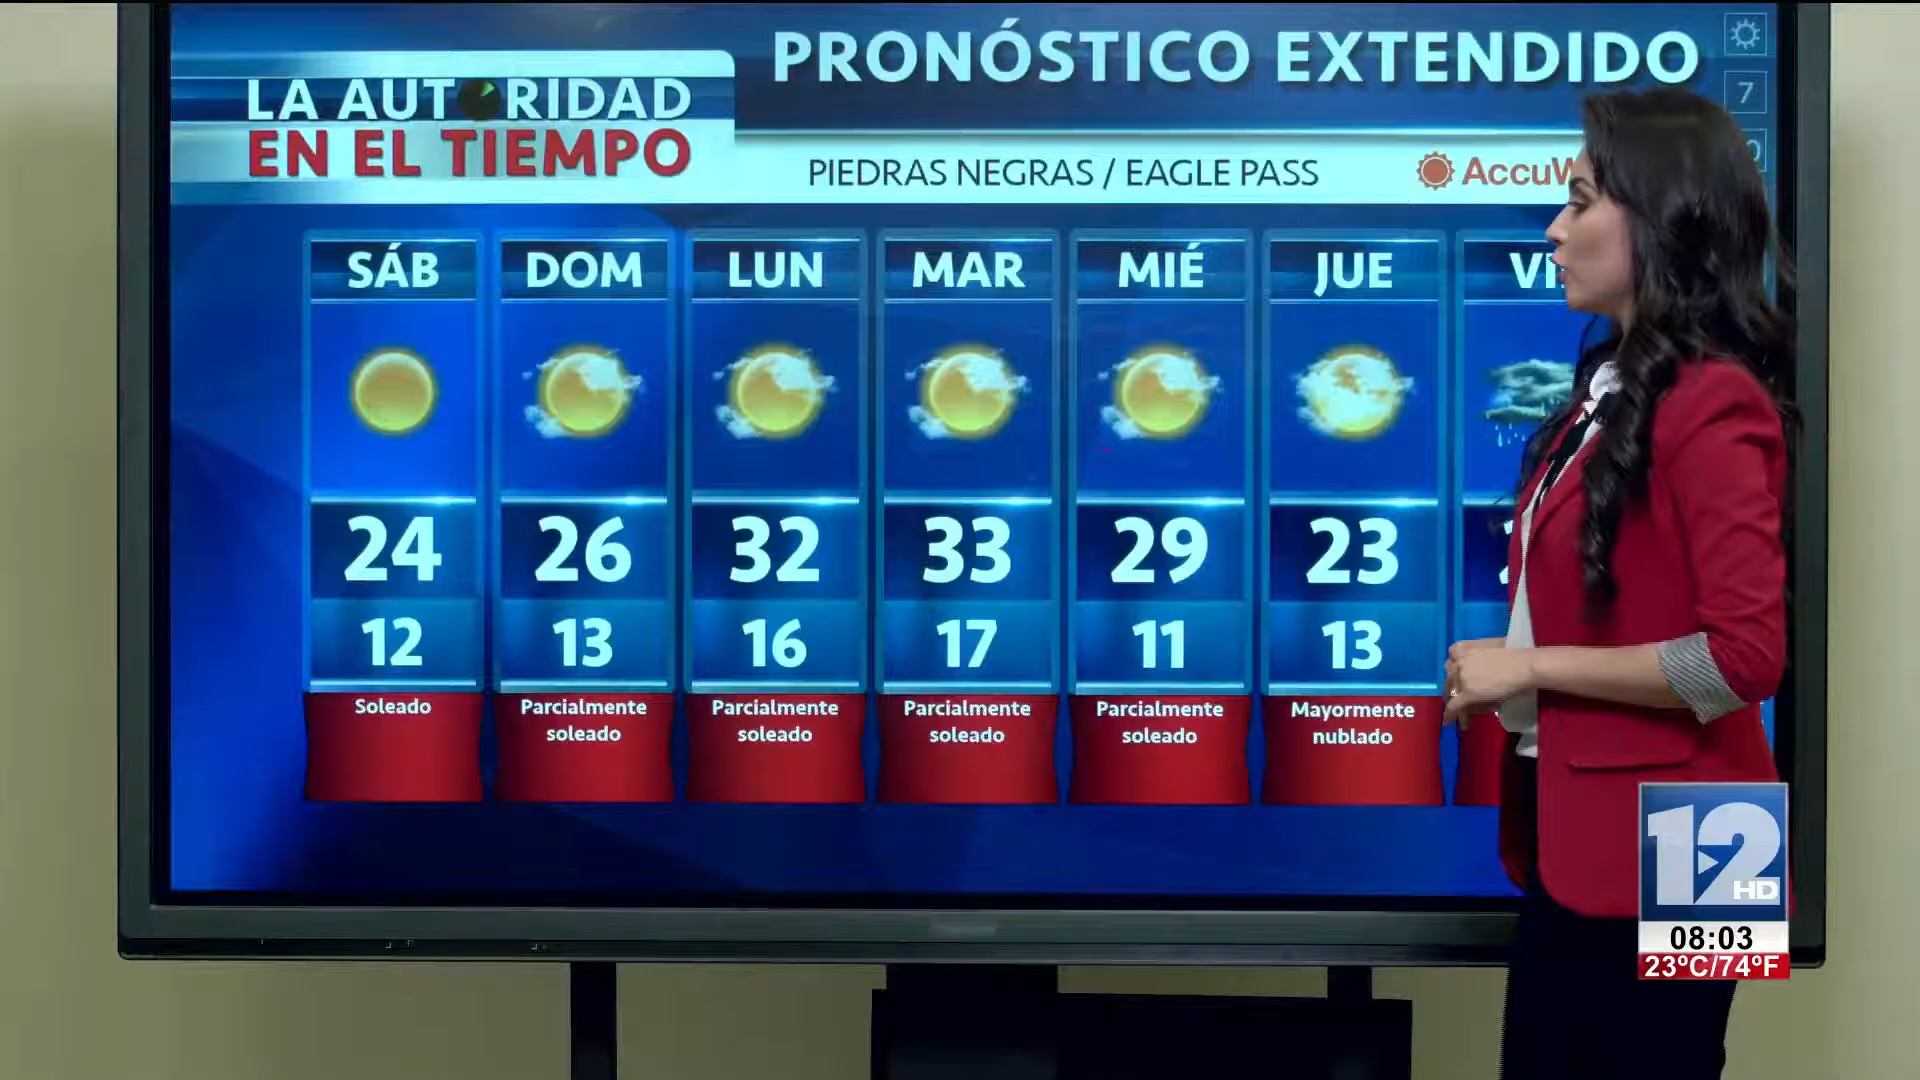 PRONÓSTICO EXTENDIDO
LA AUTORIDAD
EN EL TIEMPO
7
PIEDRAS NEGRAS / EAGLE PASS
SÁB
DOM
LUN
MAR
MIÉ
JUE
24
26
32
33
29
23
12
13
16
17
11
13
Soleado
Parcialmente
soleado
Parcialmente
soleado
Parcialmente
soleado
Parcialmente
soleado
Mayormente
nublado
12
HD
08:03
23ºC/74ºF